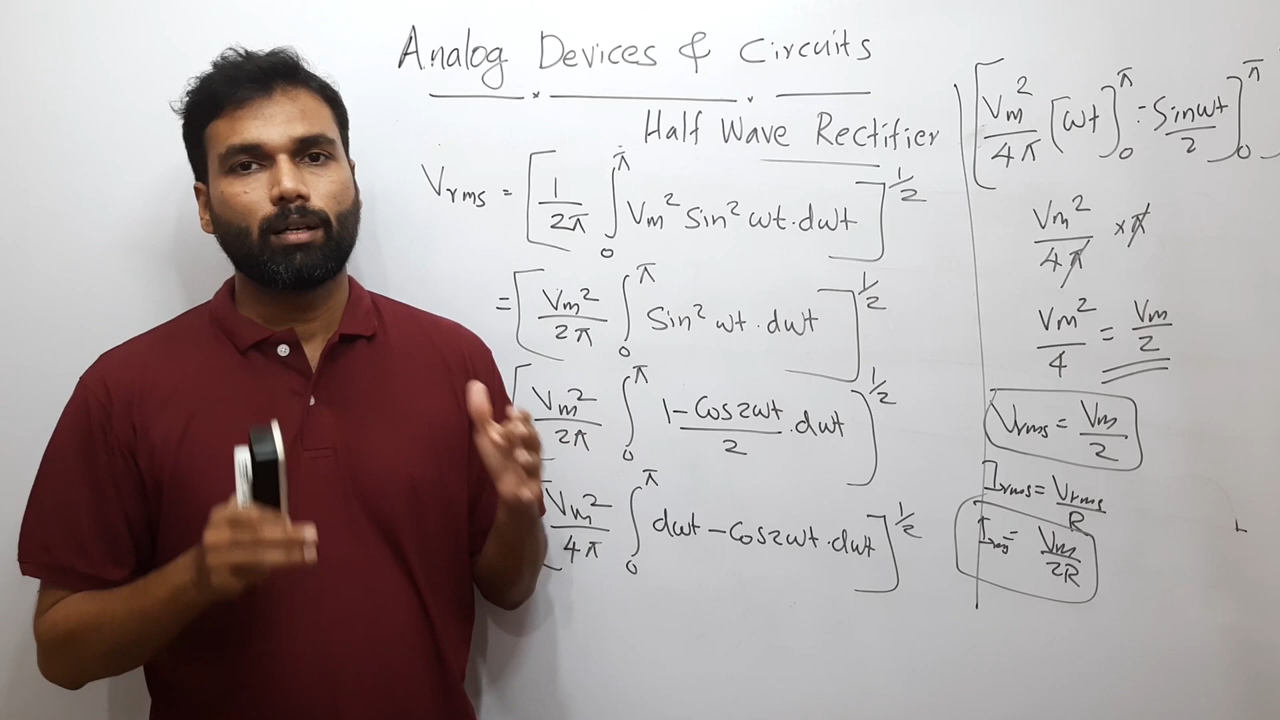 Analog Devices & Circuits
Half Wave Rectifier
Vrms = [ 1/2π ∫₀^π Vm² Sin² ωt · dωt ]^1/2
= [ Vm²/2π ∫₀^π Sin² ωt · dωt ]^1/2
[ Vm²/2π ∫₀^π 1 - Cos2ωt/2 · dωt ]^1/2
Vm²/4π ∫₀^π dωt - Cos2ωt · dωt ]^1/2
[ Vm²/4π [ωt]₀^π - Sinωt/2 ]₀^π
Vm²/4π × π
Vm²/4 = Vm/2
Vrms = Vm/2
Irms = Vrms/R
Irms = Vm/2R